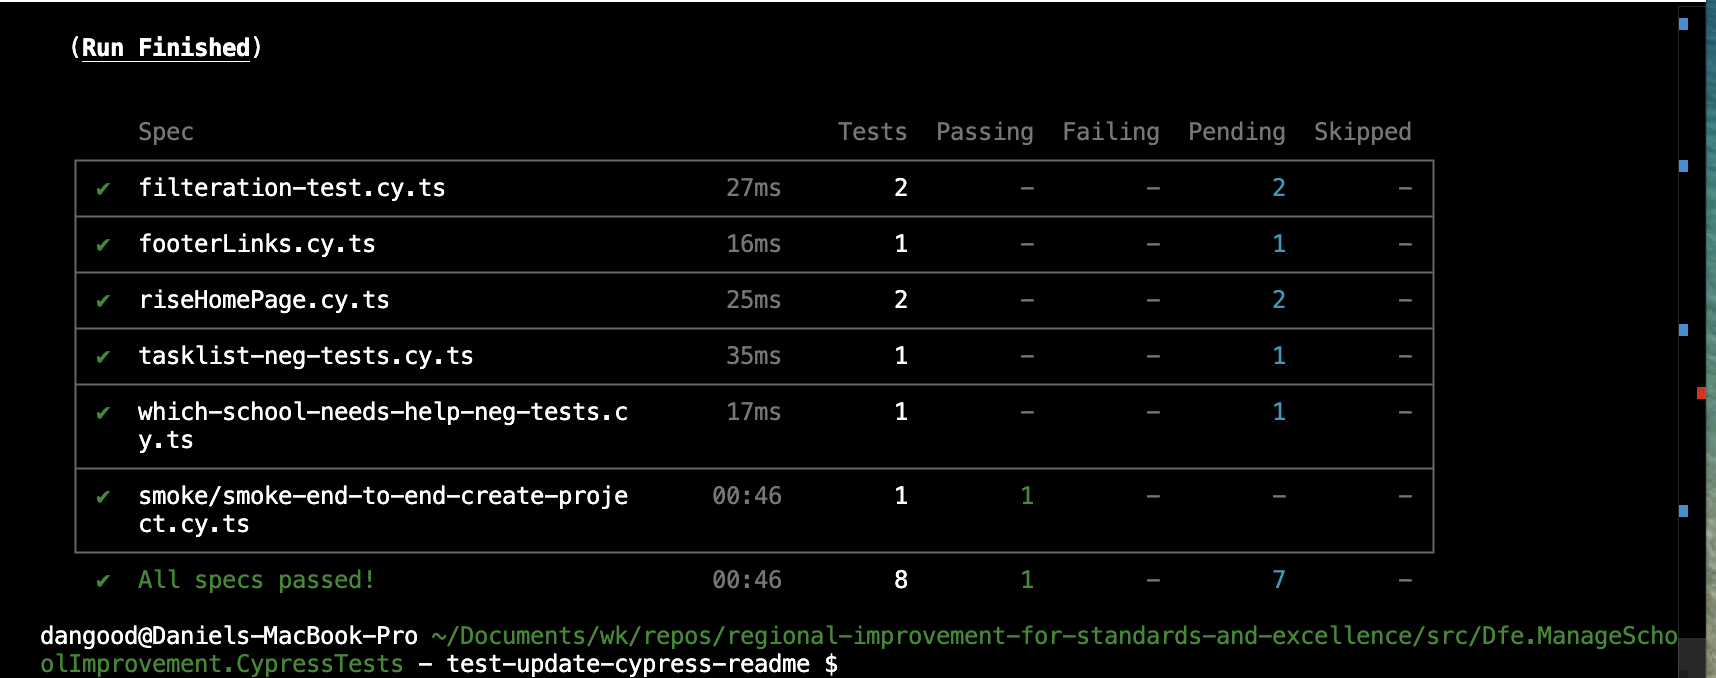 (Run Finished)
Spec Tests Passing Failing Pending Skipped
✔ filteration-test.cy.ts 27ms 2 - - 2 -
✔ footerLinks.cy.ts 16ms 1 - - 1 -
✔ riseHomePage.cy.ts 25ms 2 - - 2 -
✔ tasklist-neg-tests.cy.ts 35ms 1 - - 1 -
✔ which-school-needs-help-neg-tests.c 17ms 1 - - 1 -
y.ts
✔ smoke/smoke-end-to-end-create-proje 00:46 1 1 - - -
ct.cy.ts
✔ All specs passed! 00:46 8 1 - 7 -
dangood@Daniels-MacBook-Pro ~/Documents/wk/repos/regional-improvement-for-standards-and-excellence/src/Dfe.ManageScho
olImprovement.CypressTests - test-update-cypress-readme $